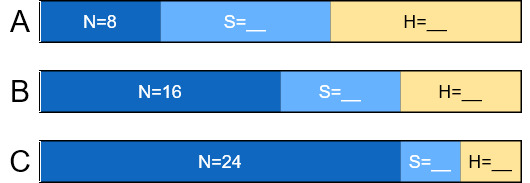 A N=8 S=__ H=__
B N=16 S=__ H=__
C N=24 S=__ H=__